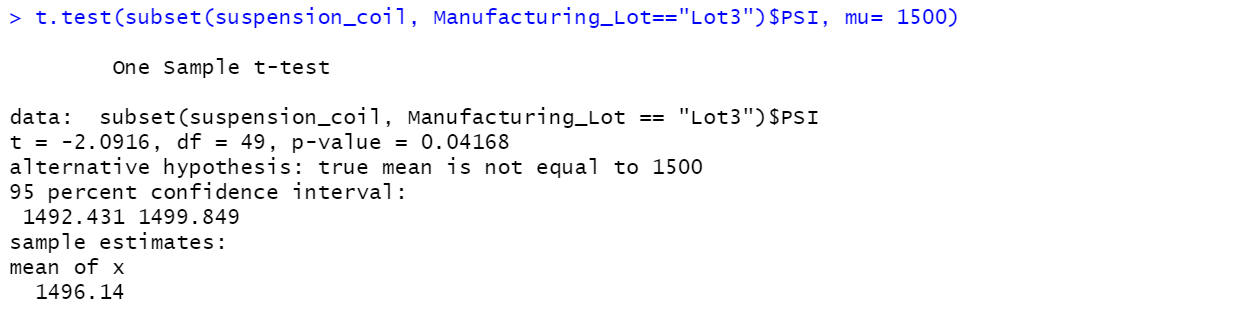 > t.test(subset(suspension_coil, Manufacturing_Lot=="Lot3")$PSI, mu= 1500)
One Sample t-test
data:  subset(suspension_coil, Manufacturing_Lot == "Lot3")$PSI
t = -2.0916, df = 49, p-value = 0.04168
alternative hypothesis: true mean is not equal to 1500
95 percent confidence interval:
1492.431 1499.849
sample estimates:
mean of x
1496.14